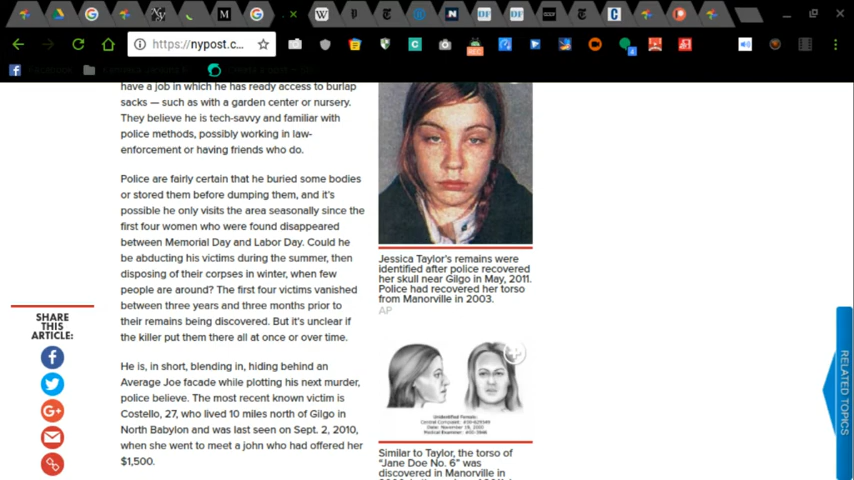 https://nypost.c...
have a job in which he has ready access to burlap
sacks — such as with a garden center or nursery.
They believe he is tech-savvy and familiar with
police methods, possibly working in law-
enforcement or having friends who do.
Police are fairly certain that he buried some bodies
or stored them before dumping them, and it's
possible he only visits the area seasonally since the
first four women who were found disappeared
between Memorial Day and Labor Day. Could he
be abducting his victims during the summer, then
disposing of their corpses in winter, when few
people are around? The first four victims vanished
between three years and three months prior to
their remains being discovered. But it's unclear if
the killer put them there all at once or over time.
He is, in short, blending in, hiding behind an
Average Joe facade while plotting his next murder,
police believe. The most recent known victim is
Costello, 27, who lived 10 miles north of Gilgo in
North Babylon and was last seen on Sept. 2, 2010,
when she went to meet a john who had offered her
$1,500.
SHARE
THIS
ARTICLE:
Jessica Taylor's remains were
identified after police recovered
her skull near Gilgo in May, 2011.
Police had recovered her torso
from Manorville in 2003.
AP
Unidentified Female:
Similar to Taylor, the torso of
"Jane Doe No. 6" was
discovered in Manorville in
RELATED TOPICS